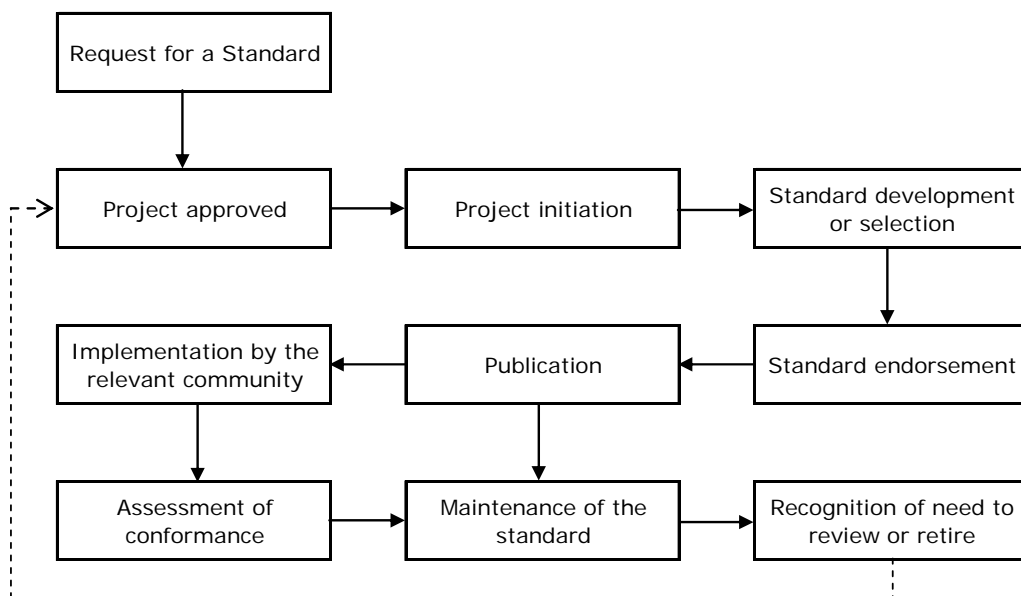 Request for a Standard
Project approved
Project initiation
Standard development
or selection
Implementation by the
relevant community
Publication
Standard endorsement
Assessment of
conformance
Maintenance of the
standard
Recognition of need to
review or retire